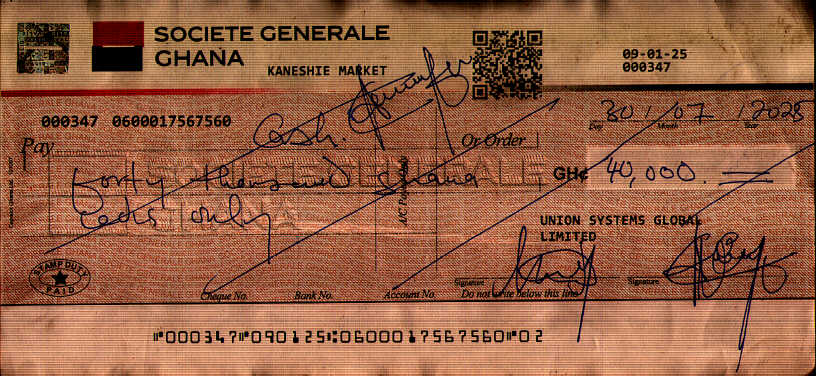 SOCIETE GENERALE
GHANA
KANESHIE MARKET
09-01-25
000347
000347 0600017567560
30/07/2025
Day Month Year
Pay Cash. Or Order
forty thousand ghana
cedis only
GH¢ 40,000.
A/C Payee Only
UNION SYSTEMS GLOBAL
LIMITED
STAMP DUTY
PAID
Signature Signature
Cheque No. Bank No. Account No. Do not write below this line
⑈000347⑈090125⑆0600017567560⑈02